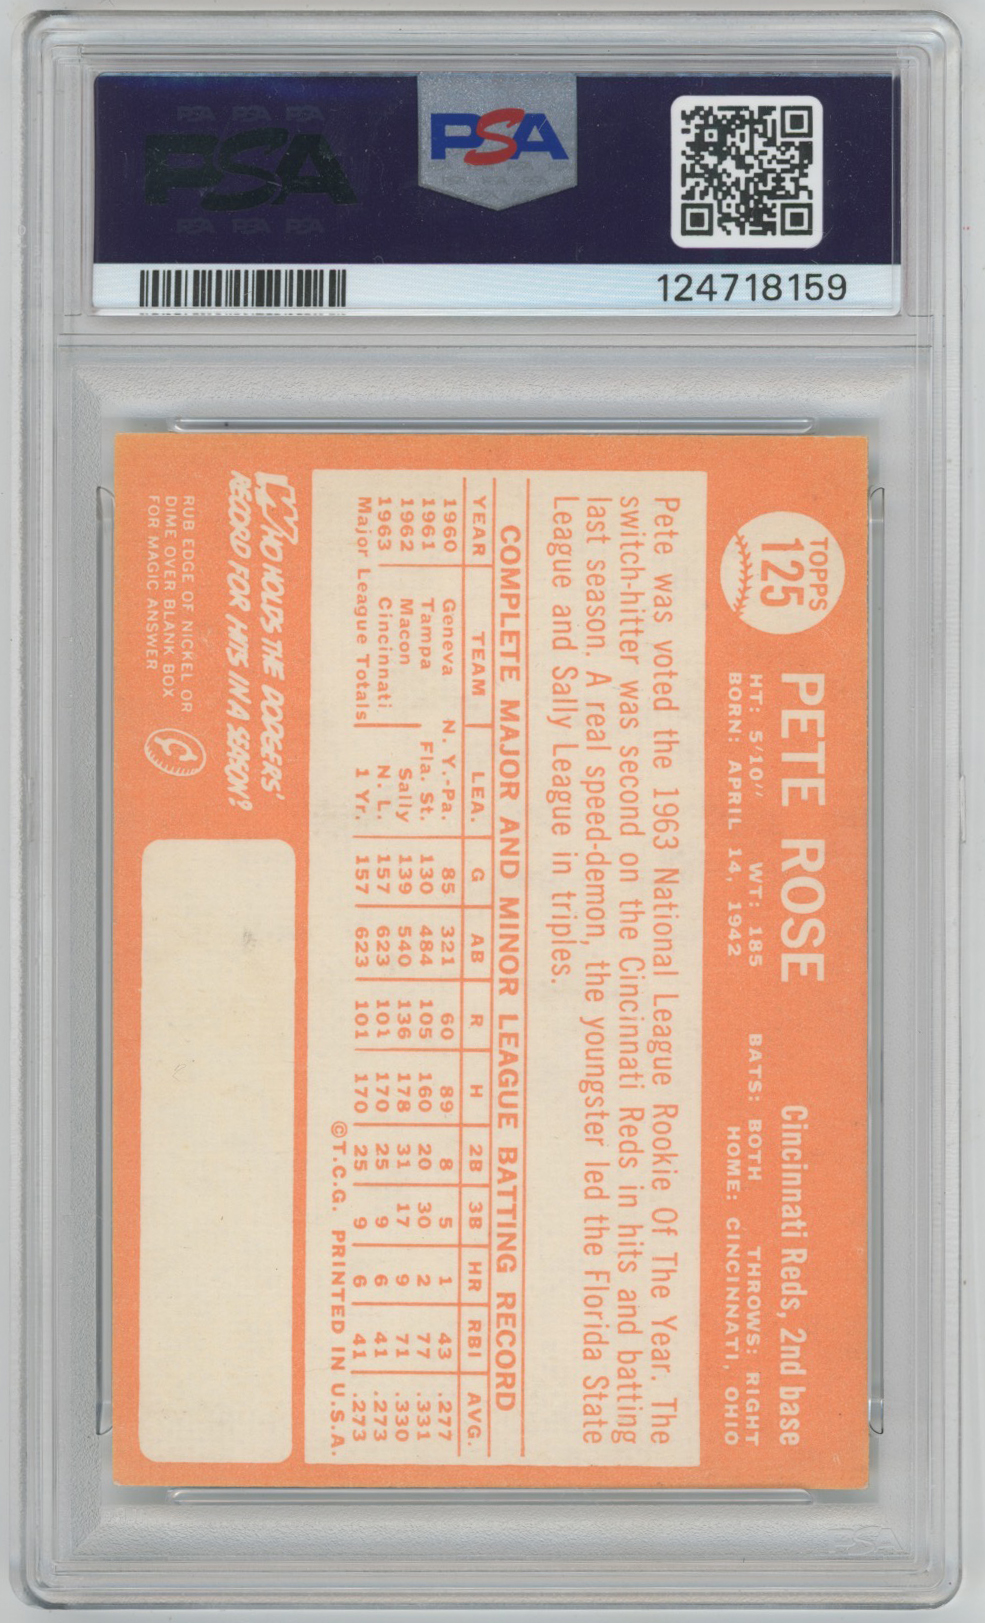 PSA PSA PSA
PSA
PSA PSA PSA
PSA
124718159
TOPPS
125
PETE ROSE
Cincinnati Reds, 2nd base
HT: 5'10" WT: 185 BATS: BOTH THROWS: RIGHT
BORN: APRIL 14, 1942 HOME: CINCINNATI, OHIO
Pete was voted the 1963 National League Rookie Of The Year. The
switch-hitter was second on the Cincinnati Reds in hits and batting
last season. A real speed-demon, the youngster led the Florida State
League and Sally League in triples.
COMPLETE MAJOR AND MINOR LEAGUE BATTING RECORD
YEAR TEAM LEA. G AB R H 2B 3B HR RBI AVG.
1960 Geneva N. Y.-Pa. 85 321 60 89 8 5 1 43 .277
1961 Tampa Fla. St. 130 484 105 160 20 30 2 77 .331
1962 Macon Sally 139 540 136 178 31 17 9 71 .330
1963 Cincinnati N. L. 157 623 101 170 25 9 6 41 .273
Major League Totals 1 Yr. 157 623 101 170 25 9 6 41 .273
©T.C.G. PRINTED IN U.S.A.
WHO HOLDS THE DODGERS'
RECORD FOR HITS IN A SEASON?
RUB EDGE OF NICKEL OR
DIME OVER BLANK BOX
FOR MAGIC ANSWER
PSA